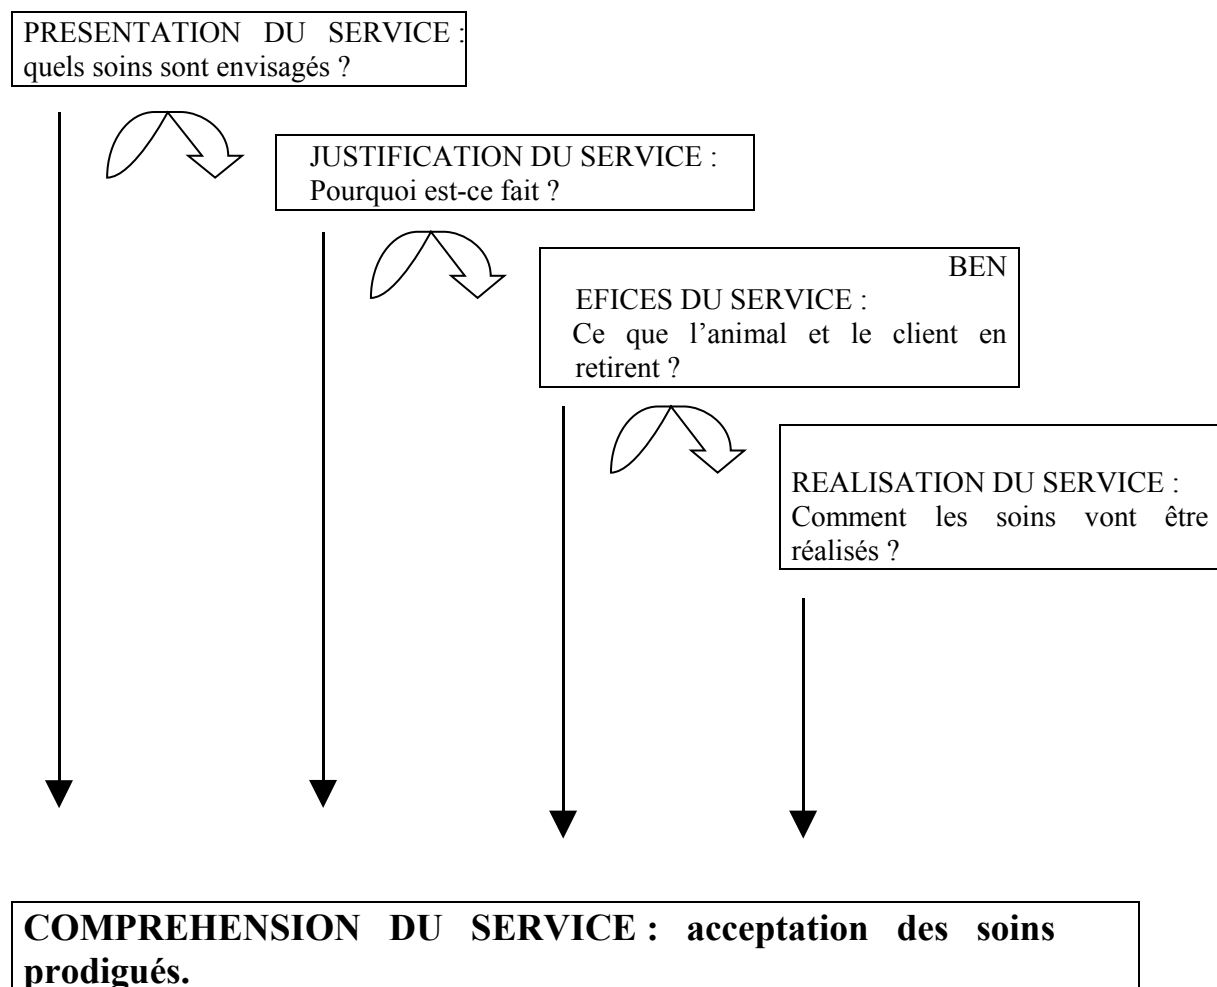 PRESENTATION DU SERVICE :
quels soins sont envisagés ?
JUSTIFICATION DU SERVICE :
Pourquoi est-ce fait ?
BEN
EFICES DU SERVICE :
Ce que l’animal et le client en
retirent ?
REALISATION DU SERVICE :
Comment les soins vont être
réalisés ?
COMPREHENSION DU SERVICE : acceptation des soins
prodigués.